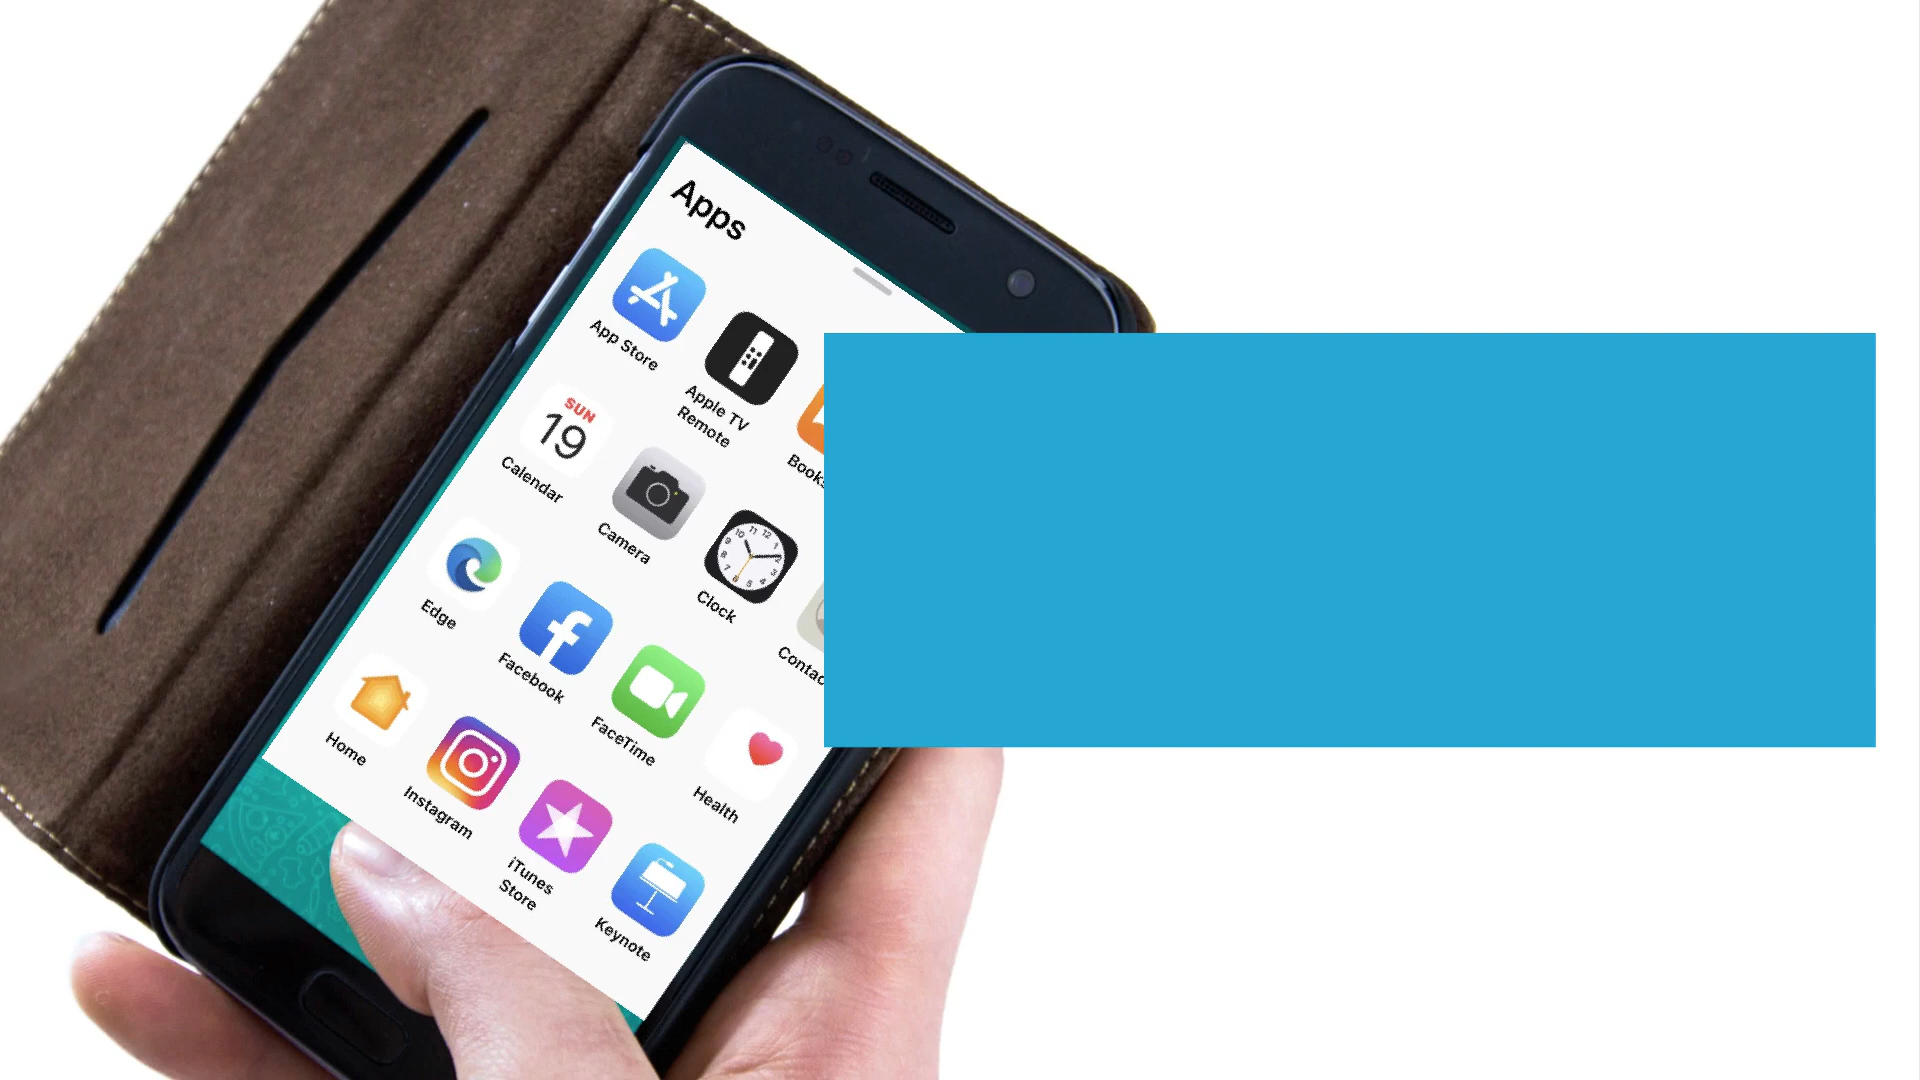 Apps
App Store
Apple TV
Remote
Books
SUN
19
Calendar
Camera
Clock
Edge
Facebook
FaceTime
Health
Home
Instagram
iTunes
Store
Keynote